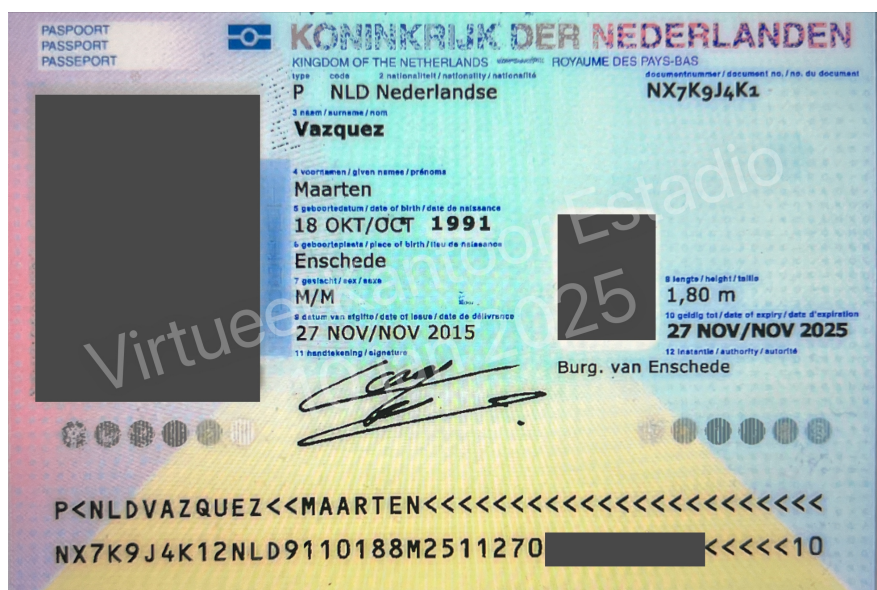 PASPOORT
PASSPORT
PASSEPORT
KONINKRIJK DER NEDERLANDEN
KINGDOM OF THE NETHERLANDS ROYAUME DES PAYS-BAS
type code 2 nationaliteit / nationality / nationalité documentnummer / document no. / no. du document
P NLD Nederlandse NX7K9J4K1
3 naam / surname / nom
Vazquez
4 voornamen / given names / prénoms
Maarten
5 geboortedatum / date of birth / date de naissance
18 OKT/OCT 1991
6 geboorteplaats / place of birth / lieu de naissance
Enschede
7 geslacht / sex / sexe 8 lengte / height / taille
M/M 1,80 m
9 datum van afgifte / date of issue / date de délivrance 10 geldig tot / date of expiry / date d'expiration
27 NOV/NOV 2015 27 NOV/NOV 2025
11 handtekening / signature 12 instantie / authority / autorité
Burg. van Enschede
Virtueel Kantoor Estadio
2025
P<NLDVAZQUEZ<<MAARTEN<<<<<<<<<<<<<<<<<<<<<<<
NX7K9J4K12NLD9110188M2511270 <<<<<10